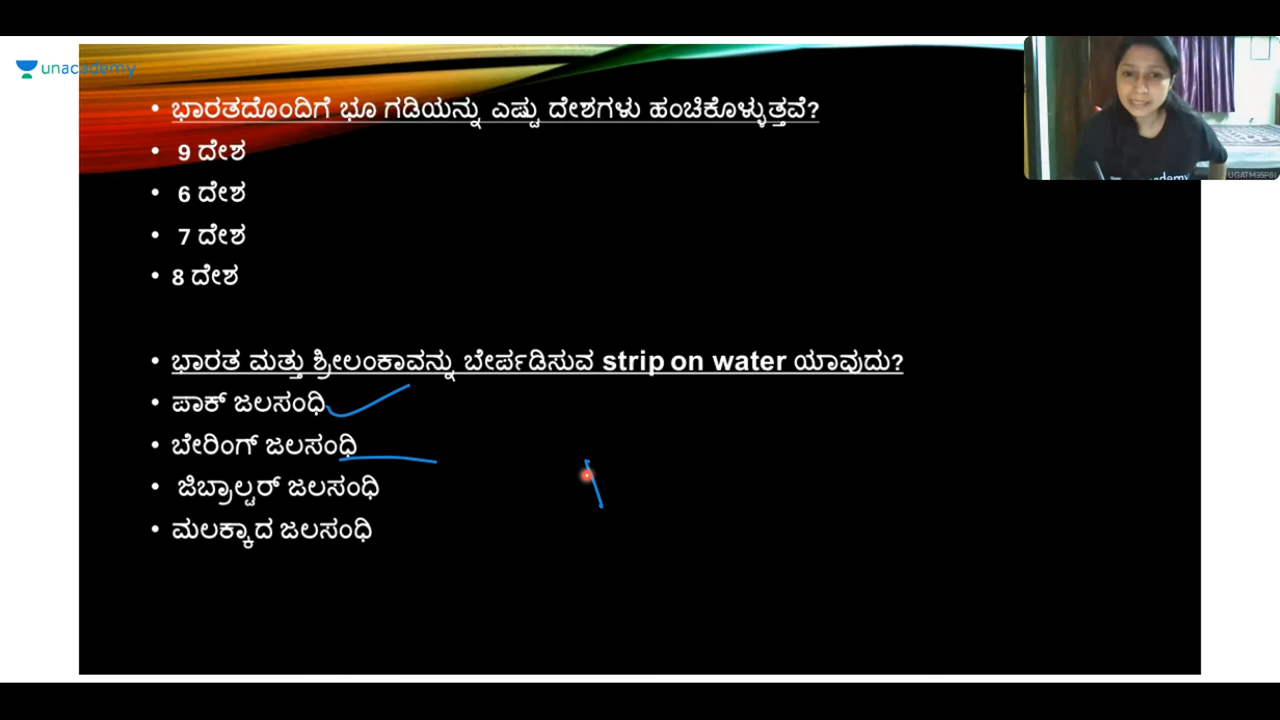 unacademy
• ಭಾರತದೊಂದಿಗೆ ಭೂ ಗಡಿಯನ್ನು ಎಷ್ಟು ದೇಶಗಳು ಹಂಚಿಕೊಳ್ಳುತ್ತವೆ?
• 9 ದೇಶ
• 6 ದೇಶ
• 7 ದೇಶ
• 8 ದೇಶ
• ಭಾರತ ಮತ್ತು ಶ್ರೀಲಂಕಾವನ್ನು ಬೇರ್ಪಡಿಸುವ strip on water ಯಾವುದು?
• ಪಾಕ್ ಜಲಸಂಧಿ
• ಬೇರಿಂಗ್ ಜಲಸಂಧಿ
• ಜಿಬ್ರಾಲ್ಟರ್ ಜಲಸಂಧಿ
• ಮಲಕ್ಕಾದ ಜಲಸಂಧಿ